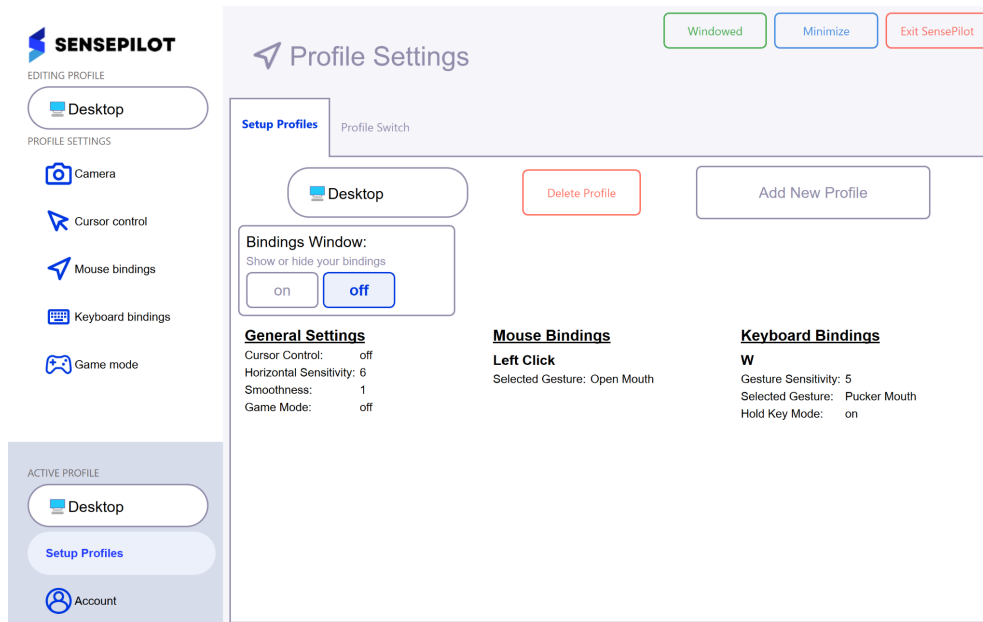 SENSEPILOT
EDITING PROFILE
Desktop
PROFILE SETTINGS
Camera
Cursor control
Mouse bindings
Keyboard bindings
Game mode
ACTIVE PROFILE
Desktop
Setup Profiles
Account
Profile Settings
Windowed
Minimize
Exit SensePilot
Setup Profiles
Profile Switch
Desktop
Delete Profile
Add New Profile
Bindings Window:
Show or hide your bindings
on
off
General Settings
Cursor Control: off
Horizontal Sensitivity: 6
Smoothness: 1
Game Mode: off
Mouse Bindings
Left Click
Selected Gesture: Open Mouth
Keyboard Bindings
W
Gesture Sensitivity: 5
Selected Gesture: Pucker Mouth
Hold Key Mode: on